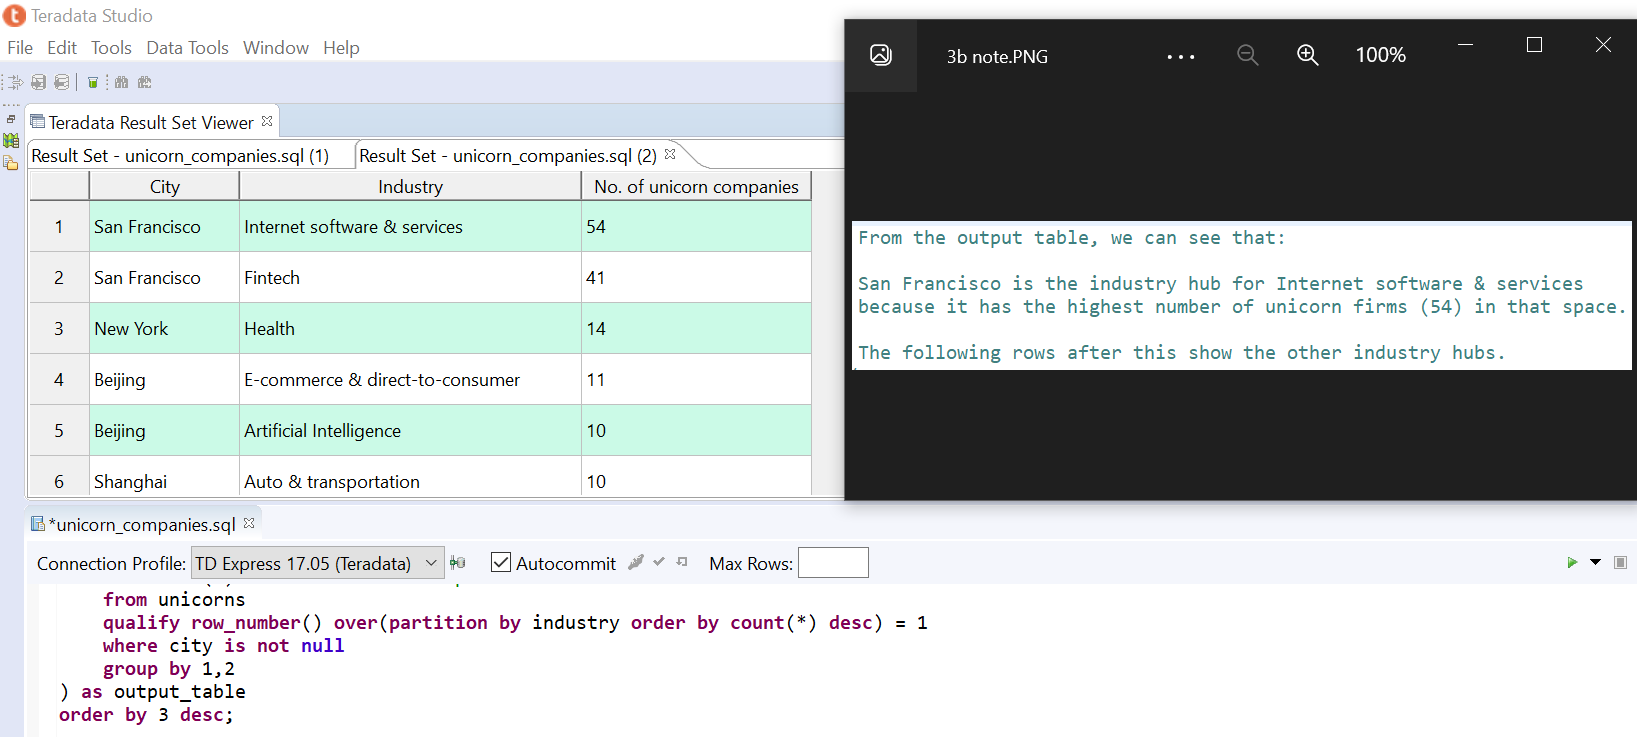 Teradata Studio
File Edit Tools Data Tools Window Help
Teradata Result Set Viewer
Result Set - unicorn_companies.sql (1) Result Set - unicorn_companies.sql (2)
City Industry No. of unicorn companies
1 San Francisco Internet software & services 54
2 San Francisco Fintech 41
3 New York Health 14
4 Beijing E-commerce & direct-to-consumer 11
5 Beijing Artificial Intelligence 10
6 Shanghai Auto & transportation 10
3b note.PNG
100%
From the output table, we can see that:
San Francisco is the industry hub for Internet software & services
because it has the highest number of unicorn firms (54) in that space.
The following rows after this show the other industry hubs.
*unicorn_companies.sql
Connection Profile: TD Express 17.05 (Teradata) Autocommit Max Rows:
from unicorns
qualify row_number() over(partition by industry order by count(*) desc) = 1
where city is not null
group by 1,2
) as output_table
order by 3 desc;